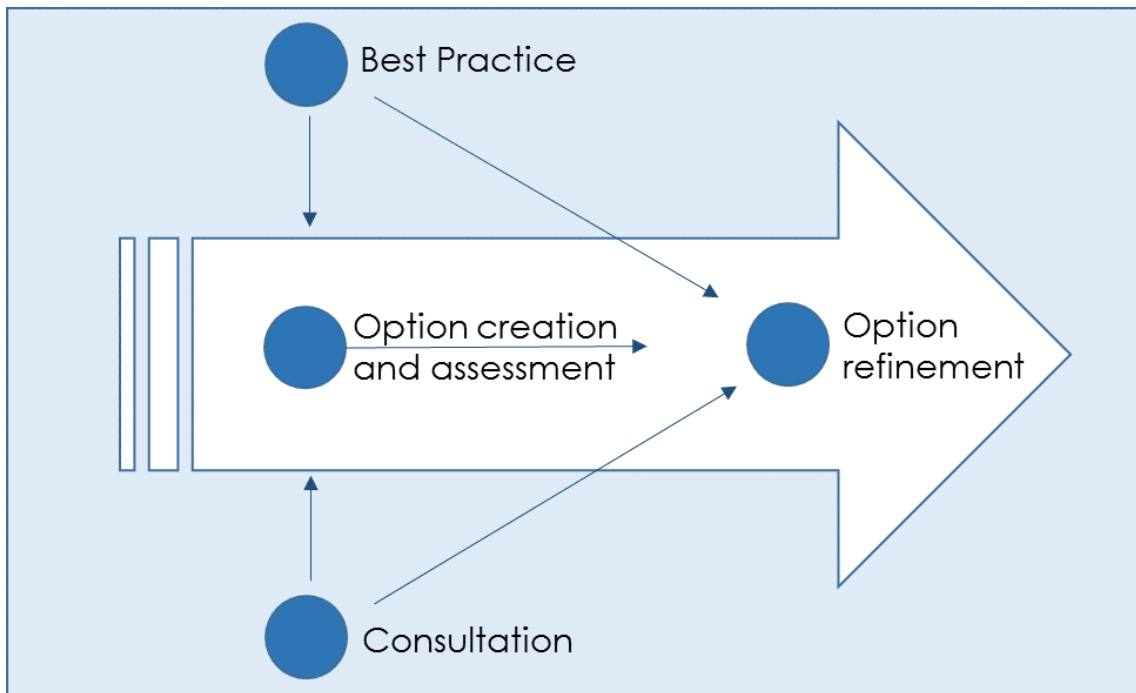 Best Practice
Option creation
and assessment
Option
refinement
Consultation